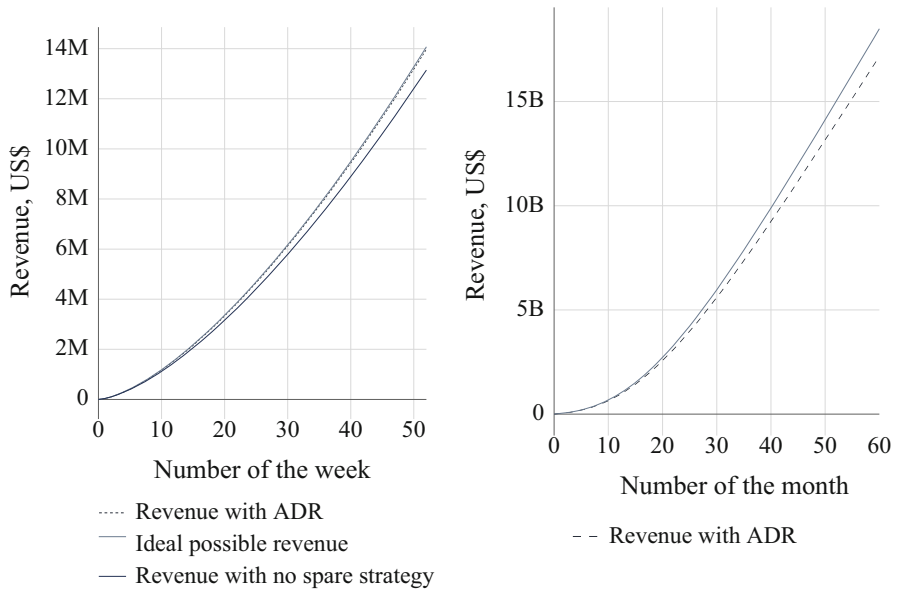 14M
12M
10M
8M
6M
4M
2M
0
Revenue, US$
0 10 20 30 40 50
Number of the week
Revenue with ADR
Ideal possible revenue
Revenue with no spare strategy
15B
10B
5B
0
Revenue, US$
0 10 20 30 40 50 60
Number of the month
Revenue with ADR